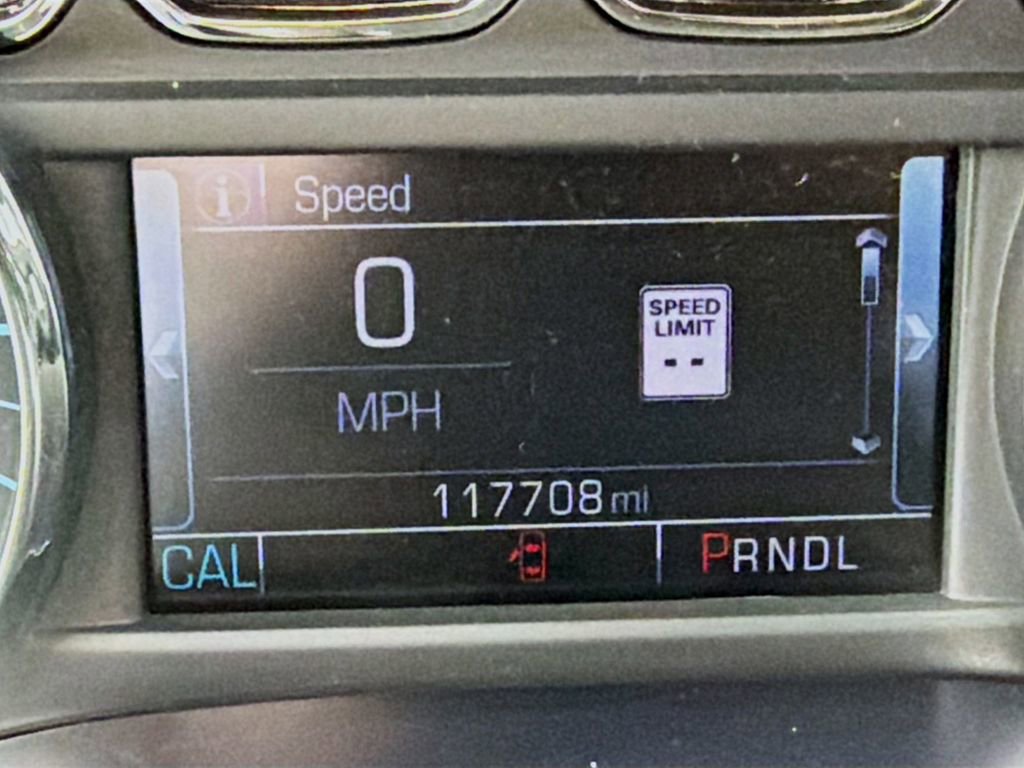 i Speed
0
MPH
SPEED
LIMIT
--
117708 mi
CAL
PRNDL